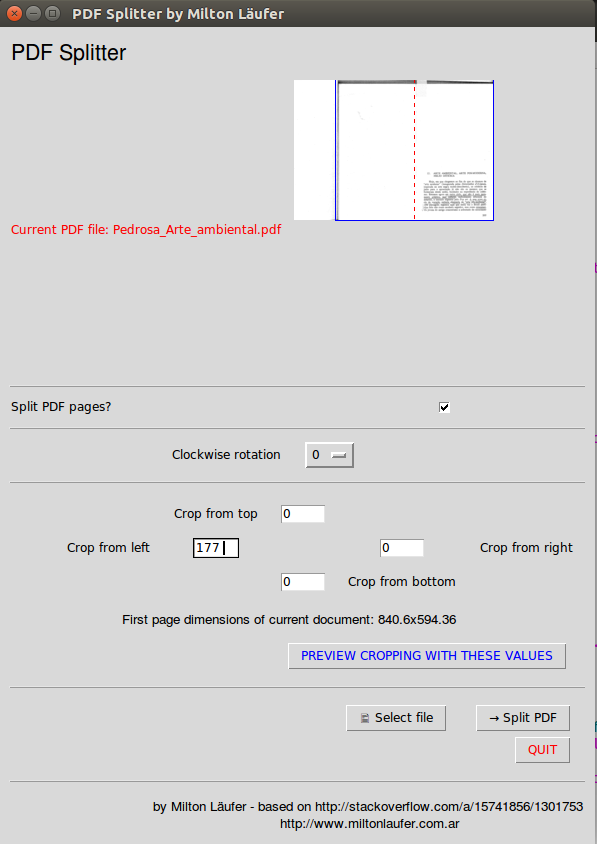 PDF Splitter by Milton Läufer
PDF Splitter
Current PDF file: Pedrosa_Arte_ambiental.pdf
Split PDF pages?
Clockwise rotation 0
Crop from top 0
Crop from left 177 0 Crop from right
0 Crop from bottom
First page dimensions of current document: 840.6x594.36
PREVIEW CROPPING WITH THESE VALUES
Select file → Split PDF
QUIT
by Milton Läufer - based on http://stackoverflow.com/a/15741856/1301753
http://www.miltonlaufer.com.ar